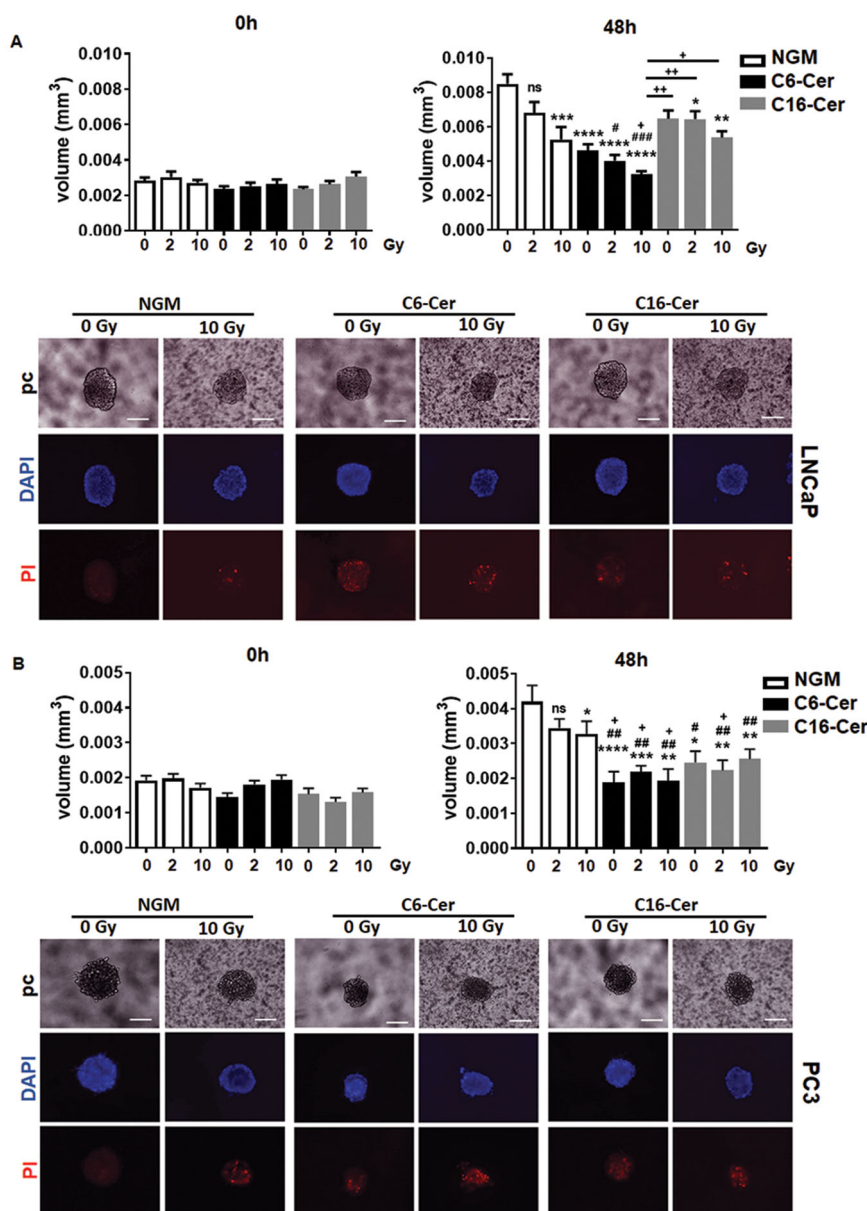 A
0h
48h
volume (mm³)
0.010
0.008
0.006
0.004
0.002
0.000
0 2 10 0 2 10 0 2 10 Gy
volume (mm³)
0.010
0.008
0.006
0.004
0.002
0.000
ns
***
****
#
****
+
###
****
++
++
+
*
**
0 2 10 0 2 10 0 2 10 Gy
NGM
C6-Cer
C16-Cer
NGM C6-Cer C16-Cer
0 Gy 10 Gy 0 Gy 10 Gy 0 Gy 10 Gy
pc
DAPI
PI
LNCaP
B
0h
48h
volume (mm³)
0.005
0.004
0.003
0.002
0.001
0.000
0 2 10 0 2 10 0 2 10 Gy
volume (mm³)
0.005
0.004
0.003
0.002
0.001
0.000
ns
*
+
##
****
+
##
***
+
##
**
#
*
+
##
**
##
**
0 2 10 0 2 10 0 2 10 Gy
NGM
C6-Cer
C16-Cer
NGM C6-Cer C16-Cer
0 Gy 10 Gy 0 Gy 10 Gy 0 Gy 10 Gy
pc
DAPI
PI
PC3